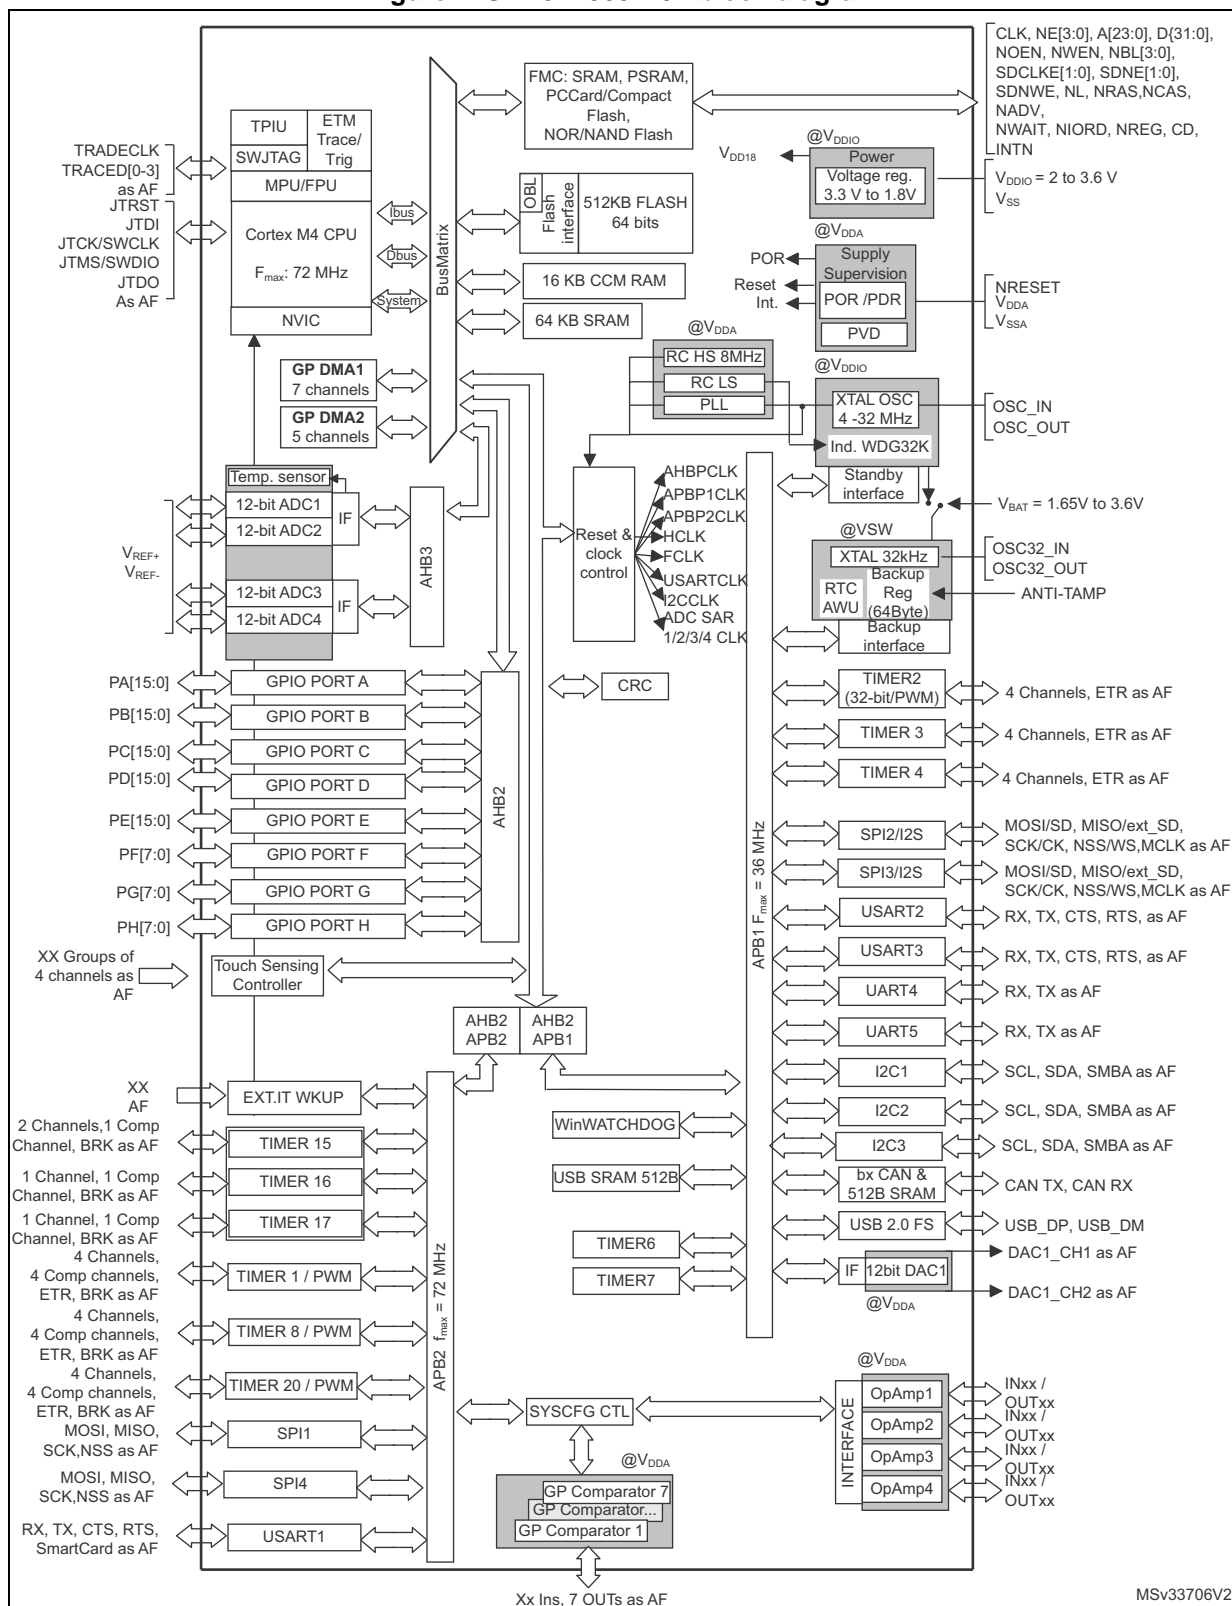 CLK, NE[3:0], A[23:0], D{31:0},
NOEN, NWEN, NBL[3:0],
SDCLKE[1:0], SDNE[1:0],
SDNWE, NL, NRAS,NCAS,
NADV,
NWAIT, NIORD, NREG, CD,
INTN
FMC: SRAM, PSRAM,
PCCard/Compact
Flash,
NOR/NAND Flash
TPIU
ETM
Trace/
Trig
SWJTAG
MPU/FPU
Cortex M4 CPU
Fmax: 72 MHz
NVIC
TRADECLK
TRACED[0-3]
as AF
JTRST
JTDI
JTCK/SWCLK
JTMS/SWDIO
JTDO
As AF
Ibus
Dbus
System
BusMatrix
OBL
Flash
interface
512KB FLASH
64 bits
16 KB CCM RAM
64 KB SRAM
@VDDIO
VDD18
Power
Voltage reg.
3.3 V to 1.8V
VDDIO = 2 to 3.6 V
VSS
@VDDA
POR
Reset
Int.
Supply
Supervision
POR /PDR
PVD
NRESET
VDDA
VSSA
@VDDA
RC HS 8MHz
RC LS
PLL
@VDDIO
XTAL OSC
4 -32 MHz
Ind. WDG32K
OSC_IN
OSC_OUT
Standby
interface
VBAT = 1.65V to 3.6V
@VSW
XTAL 32kHz
RTC
AWU
Backup
Reg
(64Byte)
OSC32_IN
OSC32_OUT
ANTI-TAMP
Backup
interface
GP DMA1
7 channels
GP DMA2
5 channels
Temp. sensor
12-bit ADC1
12-bit ADC2
IF
VREF+
VREF-
12-bit ADC3
12-bit ADC4
IF
AHB3
Reset &
clock
control
AHBPCLK
APBP1CLK
APBP2CLK
HCLK
FCLK
USARTCLK
I2CCLK
ADC SAR
1/2/3/4 CLK
CRC
PA[15:0]
GPIO PORT A
PB[15:0]
GPIO PORT B
PC[15:0]
GPIO PORT C
PD[15:0]
GPIO PORT D
PE[15:0]
GPIO PORT E
PF[7:0]
GPIO PORT F
PG[7:0]
GPIO PORT G
PH[7:0]
GPIO PORT H
AHB2
XX Groups of
4 channels as
AF
Touch Sensing
Controller
AHB2
APB2
AHB2
APB1
APB1 Fmax = 36 MHz
TIMER2
(32-bit/PWM)
4 Channels, ETR as AF
TIMER 3
4 Channels, ETR as AF
TIMER 4
4 Channels, ETR as AF
SPI2/I2S
MOSI/SD, MISO/ext_SD,
SCK/CK, NSS/WS,MCLK as AF
SPI3/I2S
MOSI/SD, MISO/ext_SD,
SCK/CK, NSS/WS,MCLK as AF
USART2
RX, TX, CTS, RTS, as AF
USART3
RX, TX, CTS, RTS, as AF
UART4
RX, TX as AF
UART5
RX, TX as AF
I2C1
SCL, SDA, SMBA as AF
I2C2
SCL, SDA, SMBA as AF
I2C3
SCL, SDA, SMBA as AF
bx CAN &
512B SRAM
CAN TX, CAN RX
USB 2.0 FS
USB_DP, USB_DM
IF
12bit DAC1
DAC1_CH1 as AF
DAC1_CH2 as AF
@VDDA
WinWATCHDOG
USB SRAM 512B
TIMER6
TIMER7
XX
AF
EXT.IT WKUP
2 Channels,1 Comp
Channel, BRK as AF
TIMER 15
1 Channel, 1 Comp
Channel, BRK as AF
TIMER 16
1 Channel, 1 Comp
Channel, BRK as AF
TIMER 17
4 Channels,
4 Comp channels,
ETR, BRK as AF
TIMER 1 / PWM
4 Channels,
4 Comp channels,
ETR, BRK as AF
TIMER 8 / PWM
4 Channels,
4 Comp channels,
ETR, BRK as AF
TIMER 20 / PWM
MOSI, MISO,
SCK,NSS as AF
SPI1
MOSI, MISO,
SCK,NSS as AF
SPI4
RX, TX, CTS, RTS,
SmartCard as AF
USART1
APB2 fmax = 72 MHz
SYSCFG CTL
@VDDA
GP Comparator 7
GP Comparator...
GP Comparator 1
Xx Ins, 7 OUTs as AF
@VDDA
INTERFACE
OpAmp1
INxx /
OUTxx
OpAmp2
INxx /
OUTxx
OpAmp3
INxx /
OUTxx
OpAmp4
INxx /
OUTxx
MSv33706V2